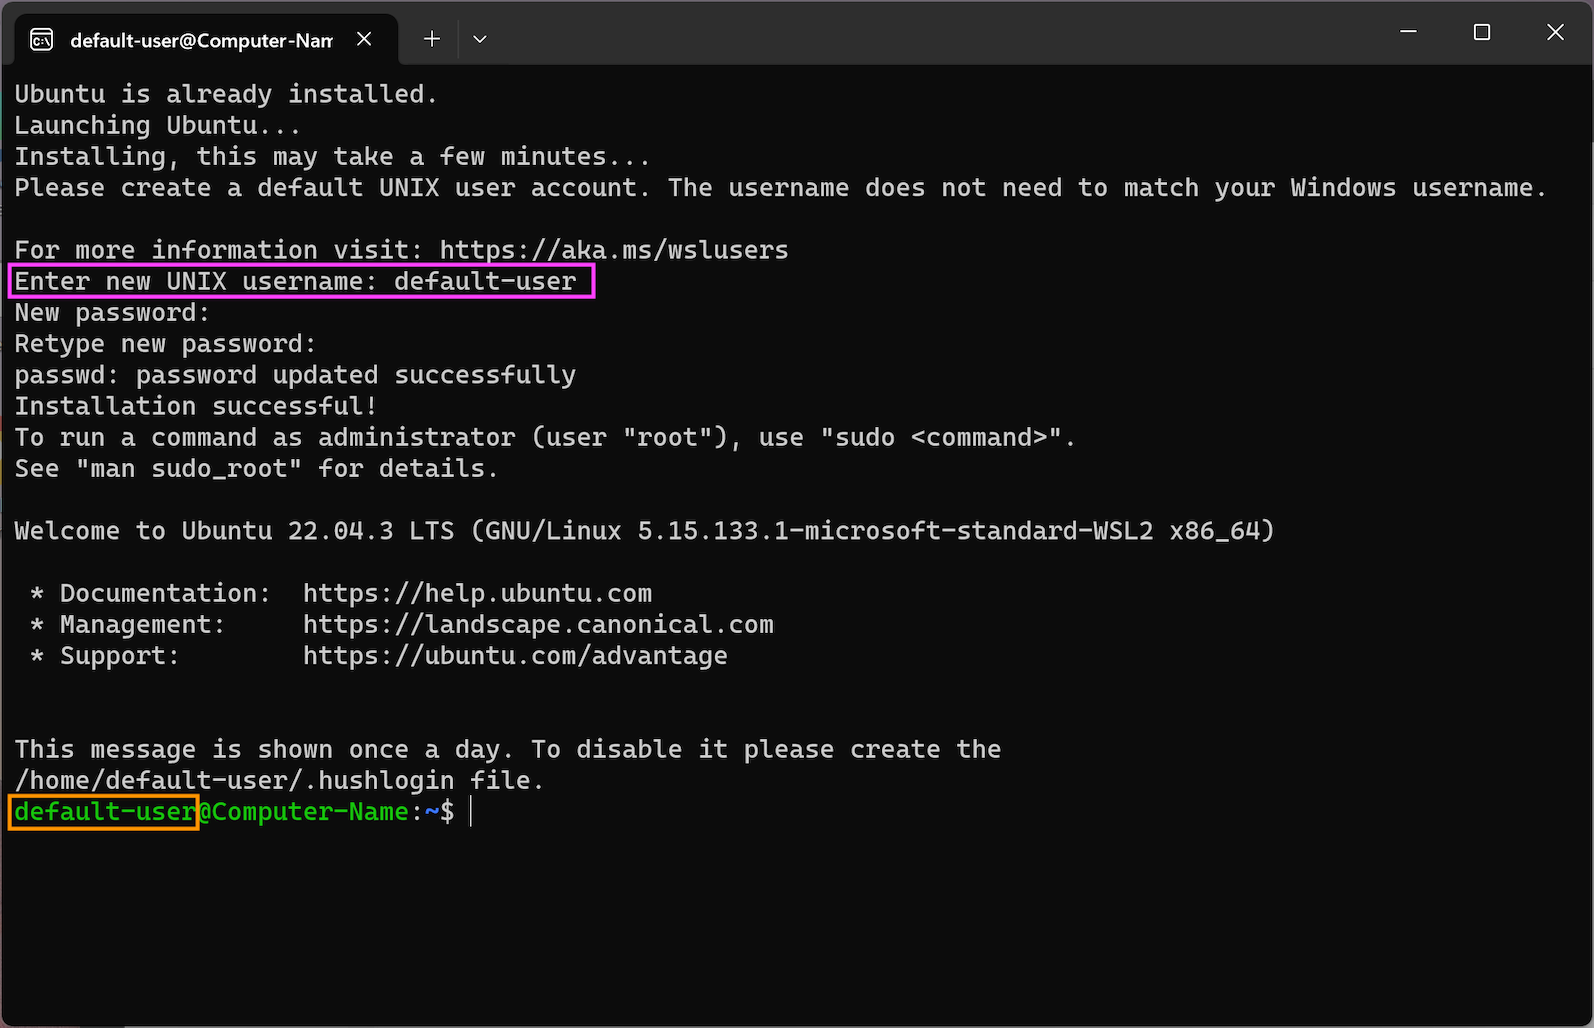 default-user@Computer-Nam
Ubuntu is already installed.
Launching Ubuntu...
Installing, this may take a few minutes...
Please create a default UNIX user account. The username does not need to match your Windows username.
For more information visit: https://aka.ms/wslusers
Enter new UNIX username: default-user
New password:
Retype new password:
passwd: password updated successfully
Installation successful!
To run a command as administrator (user "root"), use "sudo <command>".
See "man sudo_root" for details.
Welcome to Ubuntu 22.04.3 LTS (GNU/Linux 5.15.133.1-microsoft-standard-WSL2 x86_64)
* Documentation:  https://help.ubuntu.com
* Management:     https://landscape.canonical.com
* Support:        https://ubuntu.com/advantage
This message is shown once a day. To disable it please create the
/home/default-user/.hushlogin file.
default-user@Computer-Name:~$